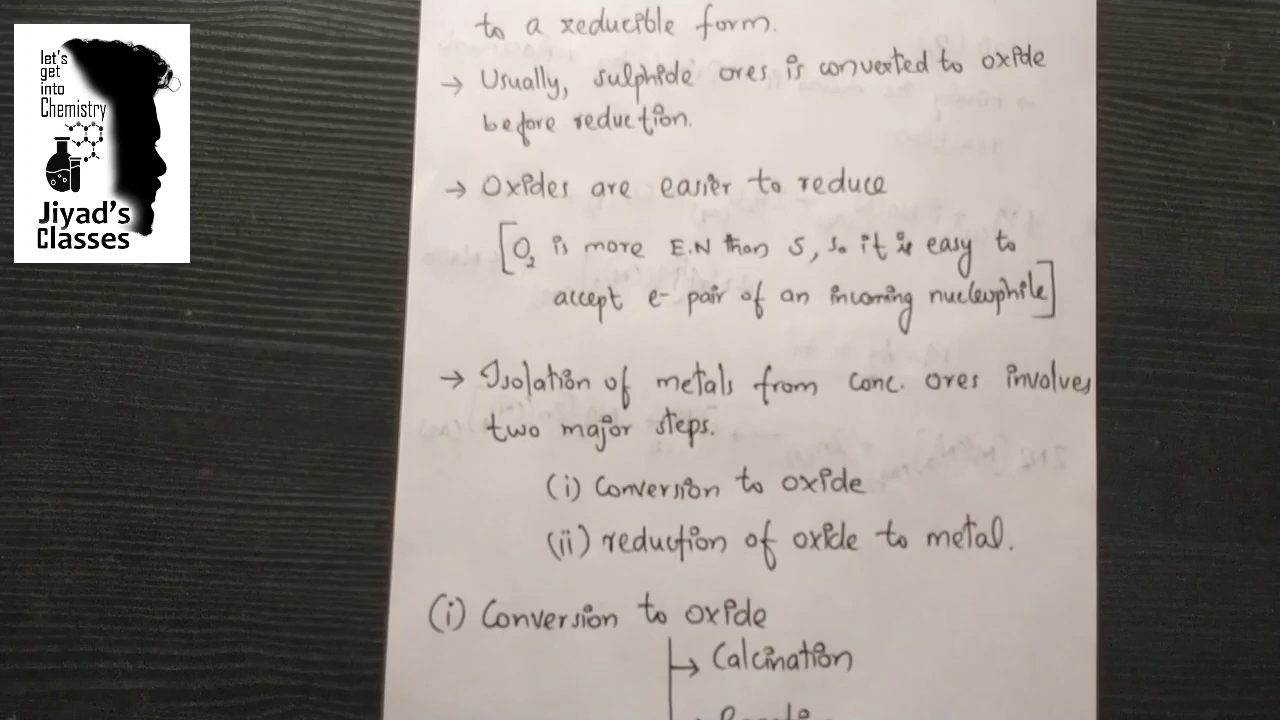 let's
get
into
Chemistry
Jiyad's
Classes
to a reducible form.
→ Usually, sulphide ores is converted to oxide
before reduction.
→ Oxides are easier to reduce
[O₂ is more E.N than S, so it is easy to
accept e- pair of an incoming nucleophile]
→ Isolation of metals from conc. ores involves
two major steps.
(i) Conversion to oxide
(ii) reduction of oxide to metal.
(i) Conversion to oxide
→ Calcination